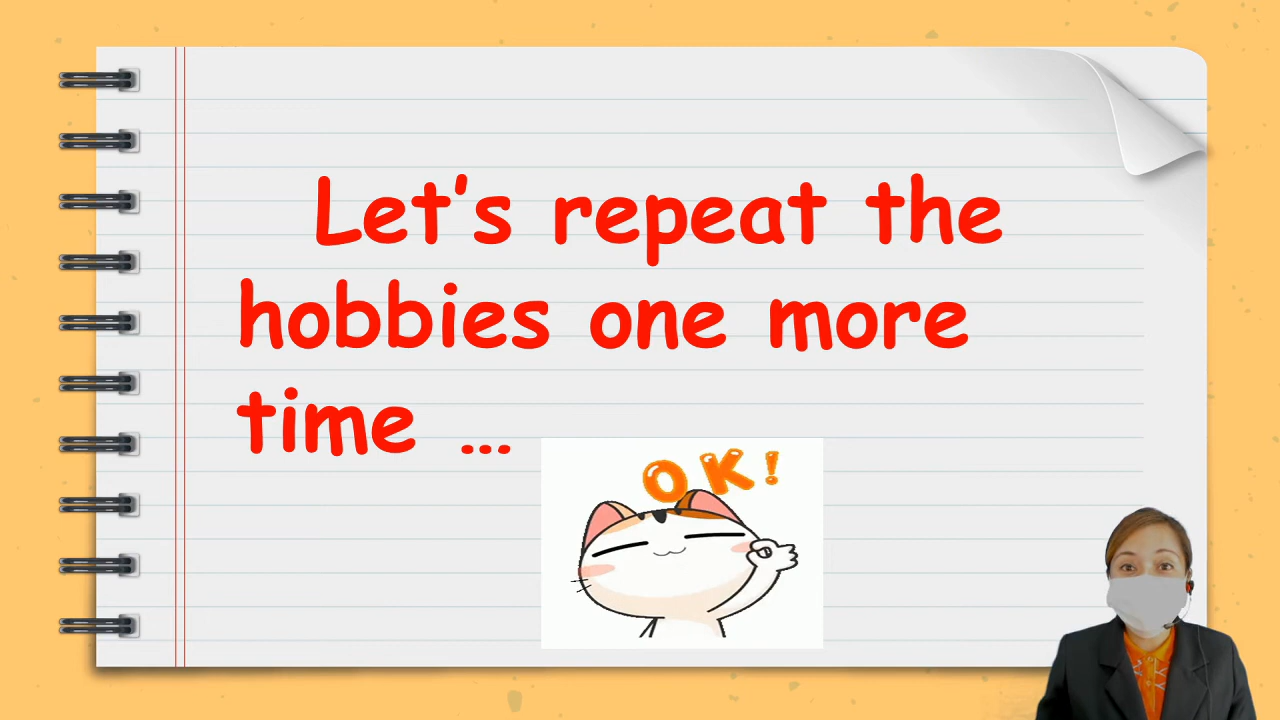 Let’s repeat the
hobbies one more
time ...
OK!